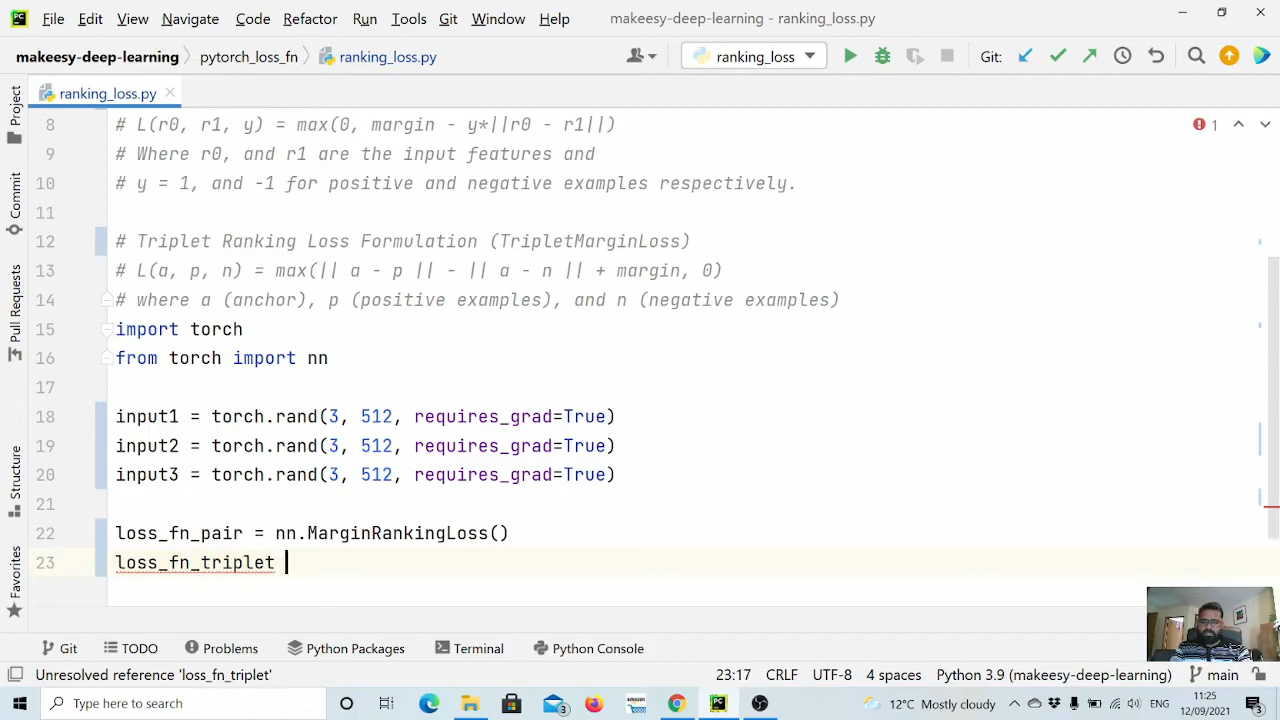 PC File Edit View Navigate Code Refactor Run Tools Git Window Help makeesy-deep-learning - ranking_loss.py
makeesy-deep-learning pytorch_loss_fn ranking_loss.py ranking_loss Git:
ranking_loss.py
Project
Commit
Pull Requests
Structure
Favorites
1
8 # L(r0, r1, y) = max(0, margin - y*||r0 - r1||)
9 # Where r0, and r1 are the input features and
10 # y = 1, and -1 for positive and negative examples respectively.
11
12 # Triplet Ranking Loss Formulation (TripletMarginLoss)
13 # L(a, p, n) = max(|| a - p || - || a - n || + margin, 0)
14 # where a (anchor), p (positive examples), and n (negative examples)
15 import torch
16 from torch import nn
17
18 input1 = torch.rand(3, 512, requires_grad=True)
19 input2 = torch.rand(3, 512, requires_grad=True)
20 input3 = torch.rand(3, 512, requires_grad=True)
21
22 loss_fn_pair = nn.MarginRankingLoss()
23 loss_fn_triplet
Git TODO Problems Python Packages Terminal Python Console
Unresolved reference 'loss_fn_triplet' 23:17 CRLF UTF-8 4 spaces Python 3.9 (makeesy-deep-learning) main
Type here to search amazon 3 PC 12°C Mostly cloudy 11:25
12/09/2021 3